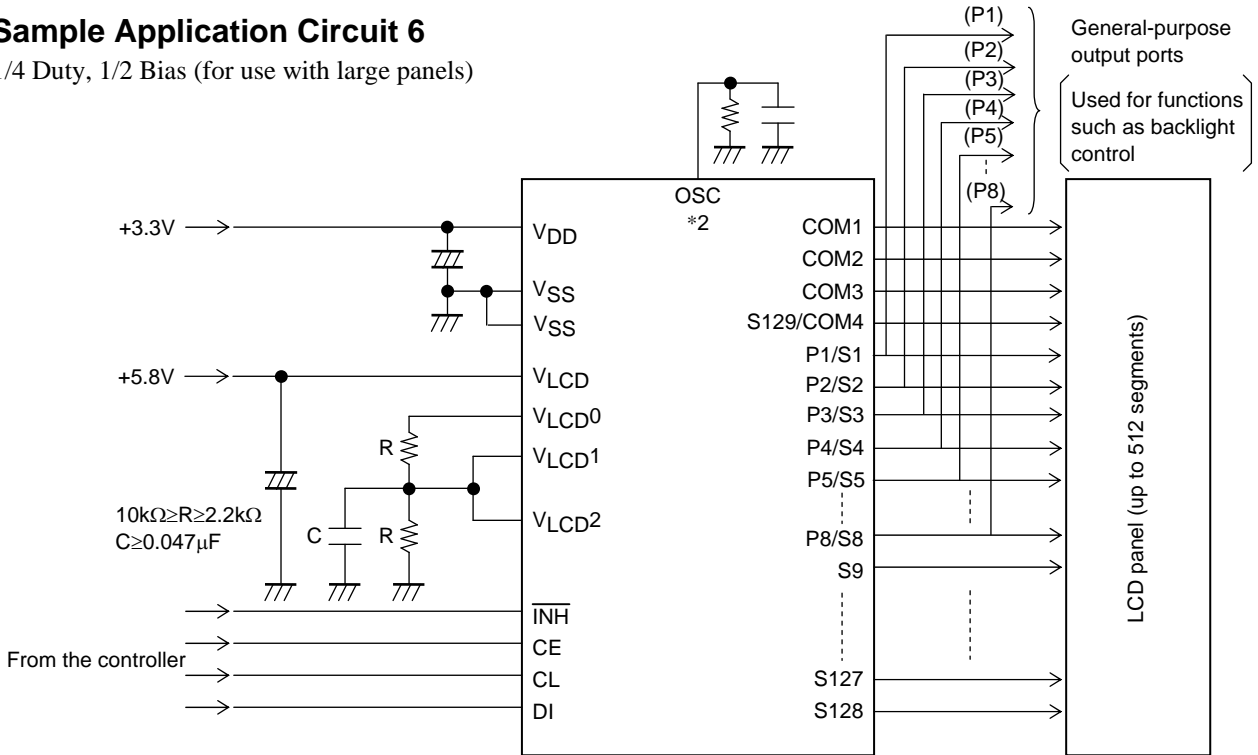 Sample Application Circuit 6
1/4 Duty, 1/2 Bias (for use with large panels)
(P1)
(P2)
(P3)
(P4)
(P5)
(P8)
General-purpose
output ports
Used for functions
such as backlight
control
OSC
*2
+3.3V
VDD
VSS
VSS
+5.8V
VLCD
VLCD0
VLCD1
VLCD2
R
C
R
10kΩ≥R≥2.2kΩ
C≥0.047μF
From the controller
INH
CE
CL
DI
COM1
COM2
COM3
S129/COM4
P1/S1
P2/S2
P3/S3
P4/S4
P5/S5
P8/S8
S9
S127
S128
LCD panel (up to 512 segments)